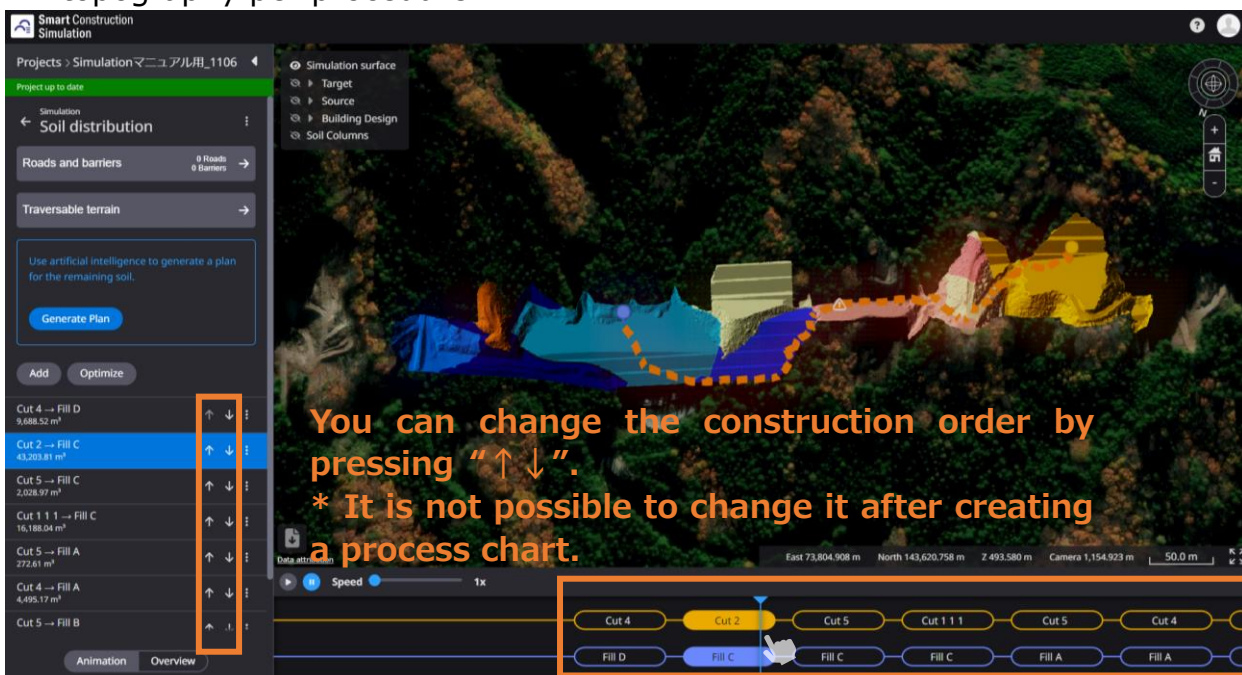 Smart Construction
Simulation
Projects > Simulationマニュアル用_1106
Project up to date
Simulation
Soil distribution
Roads and barriers
0 Roads
0 Barriers
Traversable terrain
Use artificial intelligence to generate a plan
for the remaining soil.
Generate Plan
Add Optimize
Cut 4 → Fill D
9,688.52 m³
Cut 2 → Fill C
43,203.81 m³
Cut 5 → Fill C
2,028.97 m³
Cut 1 1 1 → Fill C
16,188.04 m³
Cut 5 → Fill A
272.61 m³
Cut 4 → Fill A
4,495.17 m³
Cut 5 → Fill B
Animation Overview
Simulation surface
Target
Source
Building Design
Soil Columns
N
You can change the construction order by
pressing “↑↓”.
* It is not possible to change it after creating
a process chart.
Data attribution
East 73,804.908 m North 143,620.758 m Z 493.580 m Camera 1,154.923 m 50.0 m
Speed 1x
Cut 4 Cut 2 Cut 5 Cut 1 1 1 Cut 5 Cut 4
Fill D Fill C Fill C Fill C Fill A Fill A